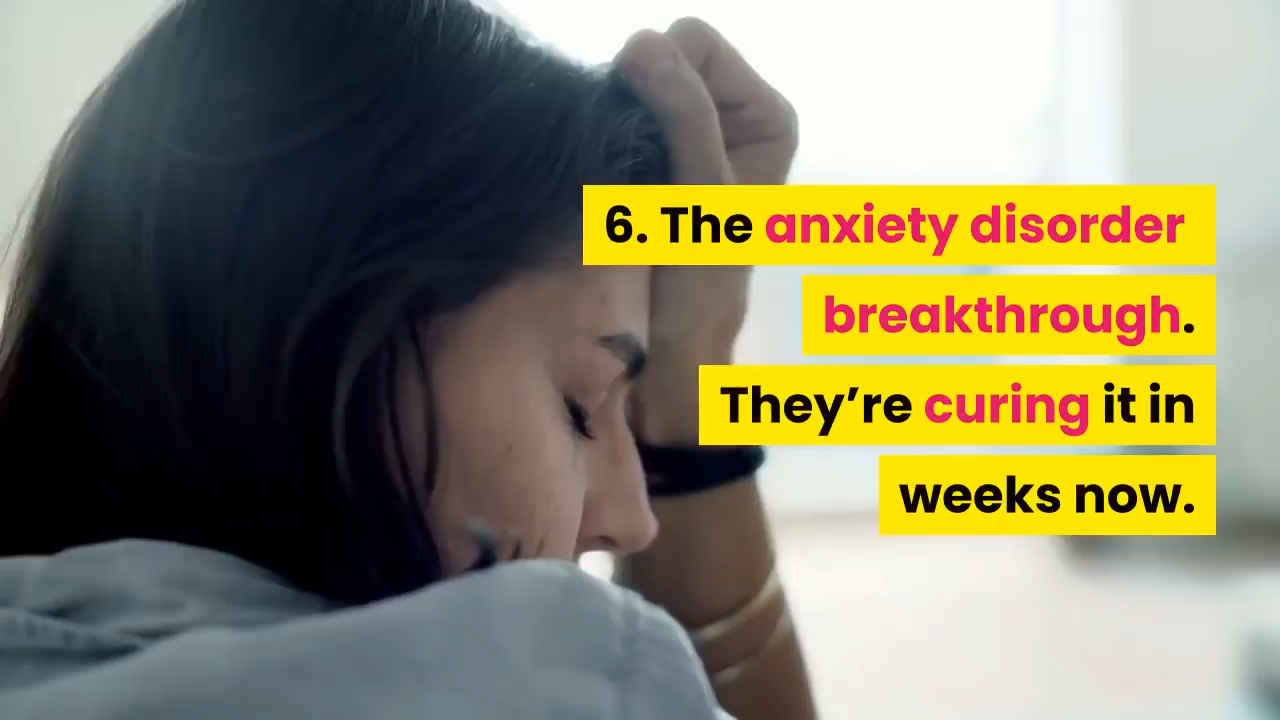 6. The anxiety disorder
breakthrough.
They’re curing it in
weeks now.